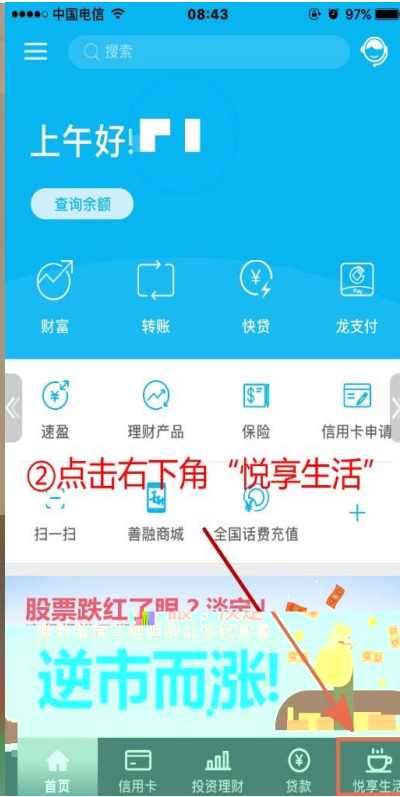 中国电信 08:43 97%
搜索
上午好!
查询余额
财富 转账 快贷 龙支付
Pay
速盈 理财产品 保险 信用卡申请
②点击右下角“悦享生活”
扫一扫 善融商城 全国话费充值
股票跌红了眼？淡定！
逆市而涨!
首页 信用卡 投资理财 贷款 悦享生活